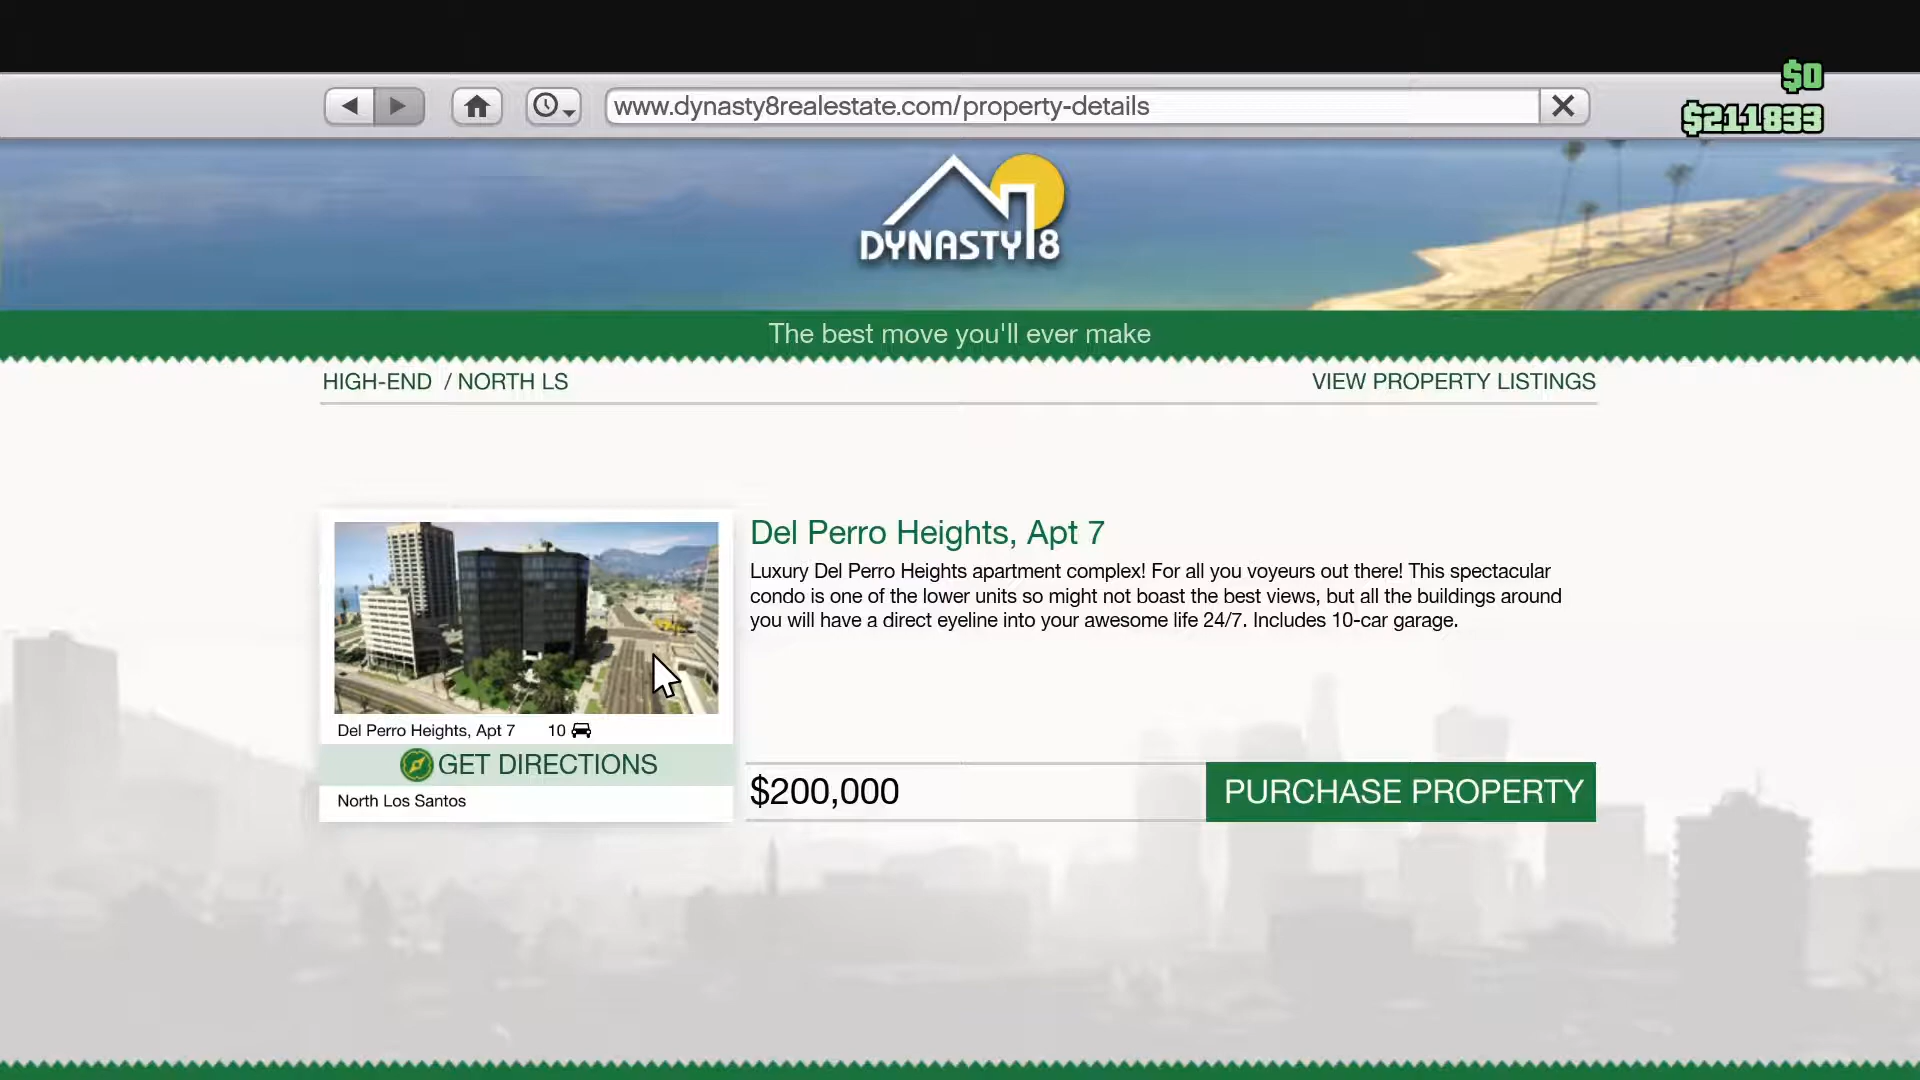 $0
www.dynasty8realestate.com/property-details
$211833
DYNASTY 8
The best move you'll ever make
HIGH-END / NORTH LS
VIEW PROPERTY LISTINGS
Del Perro Heights, Apt 7
Luxury Del Perro Heights apartment complex! For all you voyeurs out there! This spectacular
condo is one of the lower units so might not boast the best views, but all the buildings around
you will have a direct eyeline into your awesome life 24/7. Includes 10-car garage.
Del Perro Heights, Apt 7 10
GET DIRECTIONS
North Los Santos
$200,000
PURCHASE PROPERTY